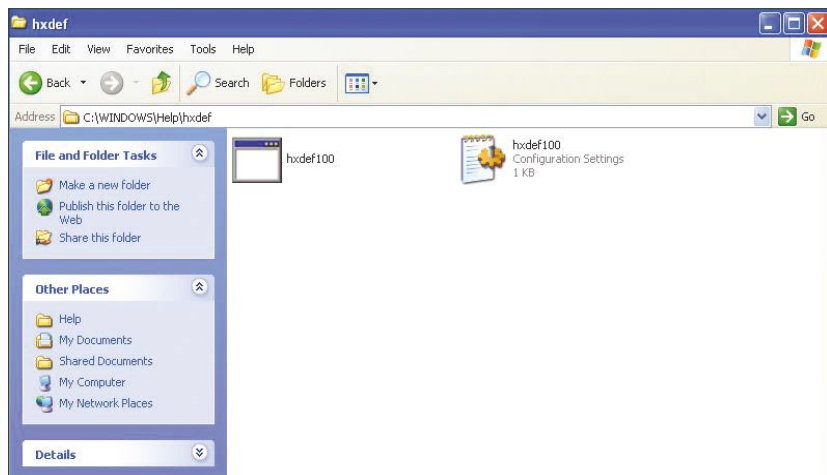 hxdef
File Edit View Favorites Tools Help
Back Search Folders
Address C:\WINDOWS\Help\hxdef Go
File and Folder Tasks
Make a new folder
Publish this folder to the
Web
Share this folder
Other Places
Help
My Documents
Shared Documents
My Computer
My Network Places
Details
hxdef100
hxdef100
Configuration Settings
1 KB